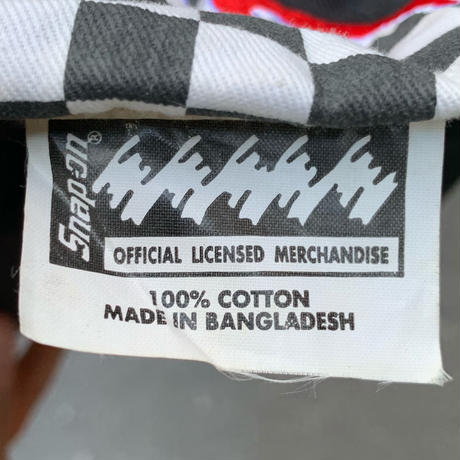 Snap-on®
OFFICIAL LICENSED MERCHANDISE
100% COTTON
MADE IN BANGLADESH